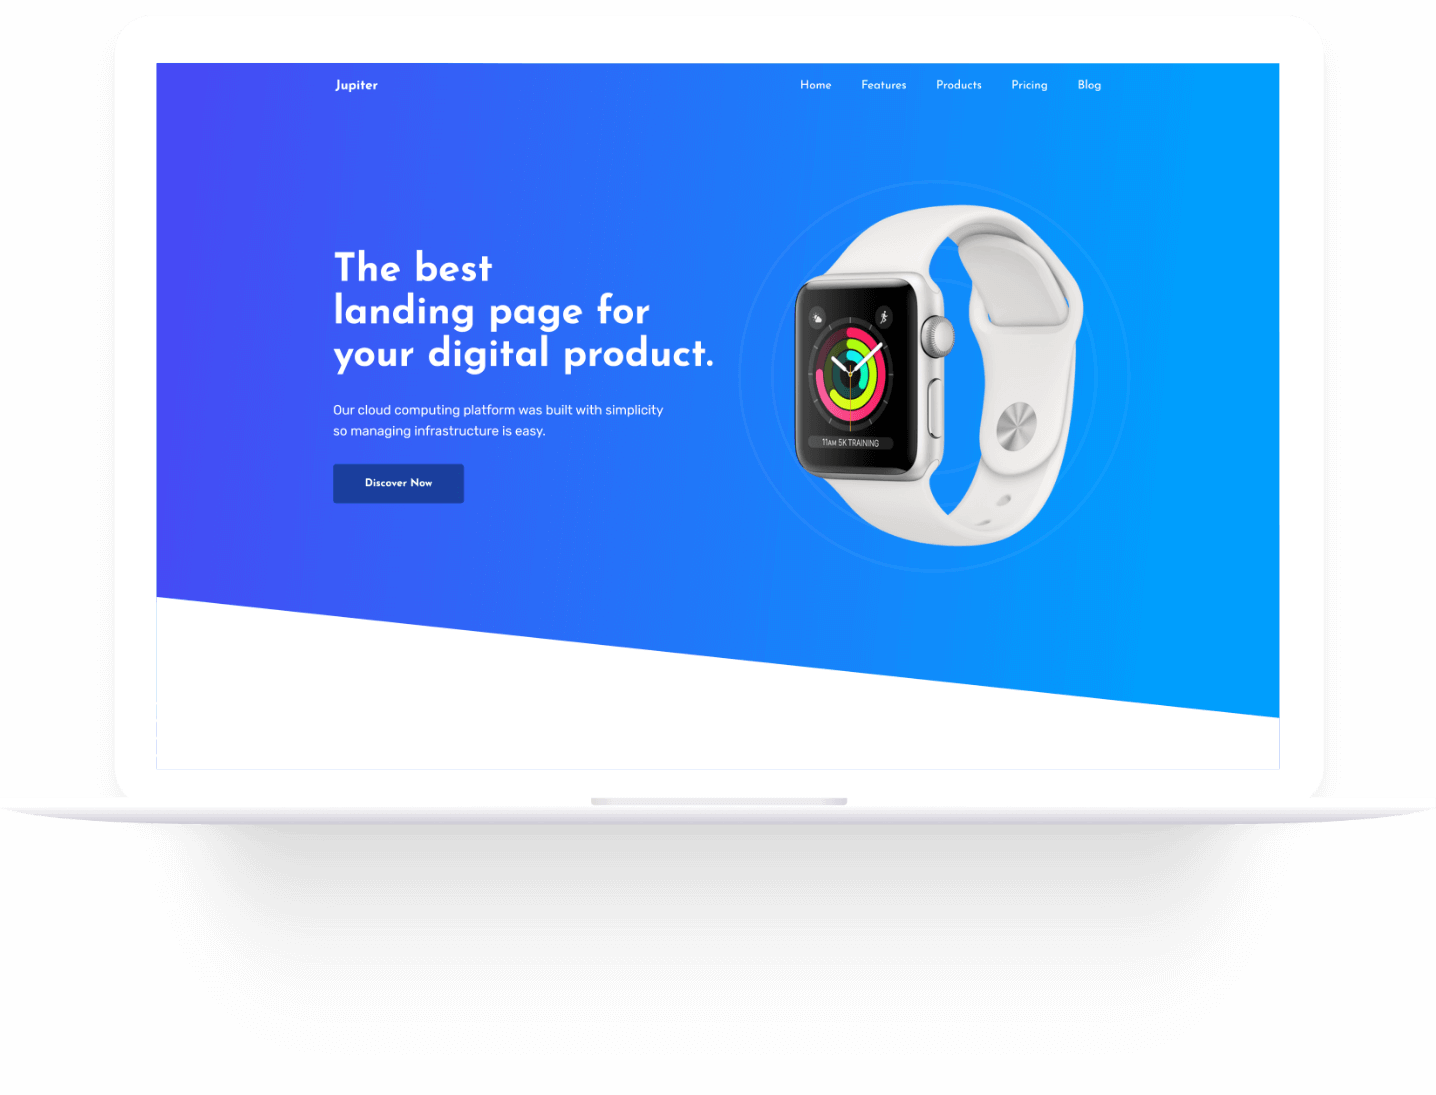 Jupiter
Home Features Products Pricing Blog
The best
landing page for
your digital product.
Our cloud computing platform was built with simplicity
so managing infrastructure is easy.
Discover Now
11AM 5K TRAINING